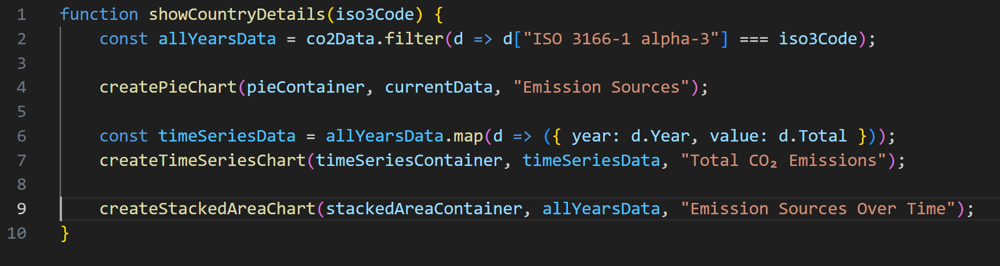 1 function showCountryDetails(iso3Code) {
2     const allYearsData = co2Data.filter(d => d["ISO 3166-1 alpha-3"] === iso3Code);
3
4     createPieChart(pieContainer, currentData, "Emission Sources");
5
6     const timeSeriesData = allYearsData.map(d => ({ year: d.Year, value: d.Total }));
7     createTimeSeriesChart(timeSeriesContainer, timeSeriesData, "Total CO₂ Emissions");
8
9     createStackedAreaChart(stackedAreaContainer, allYearsData, "Emission Sources Over Time");
10 }